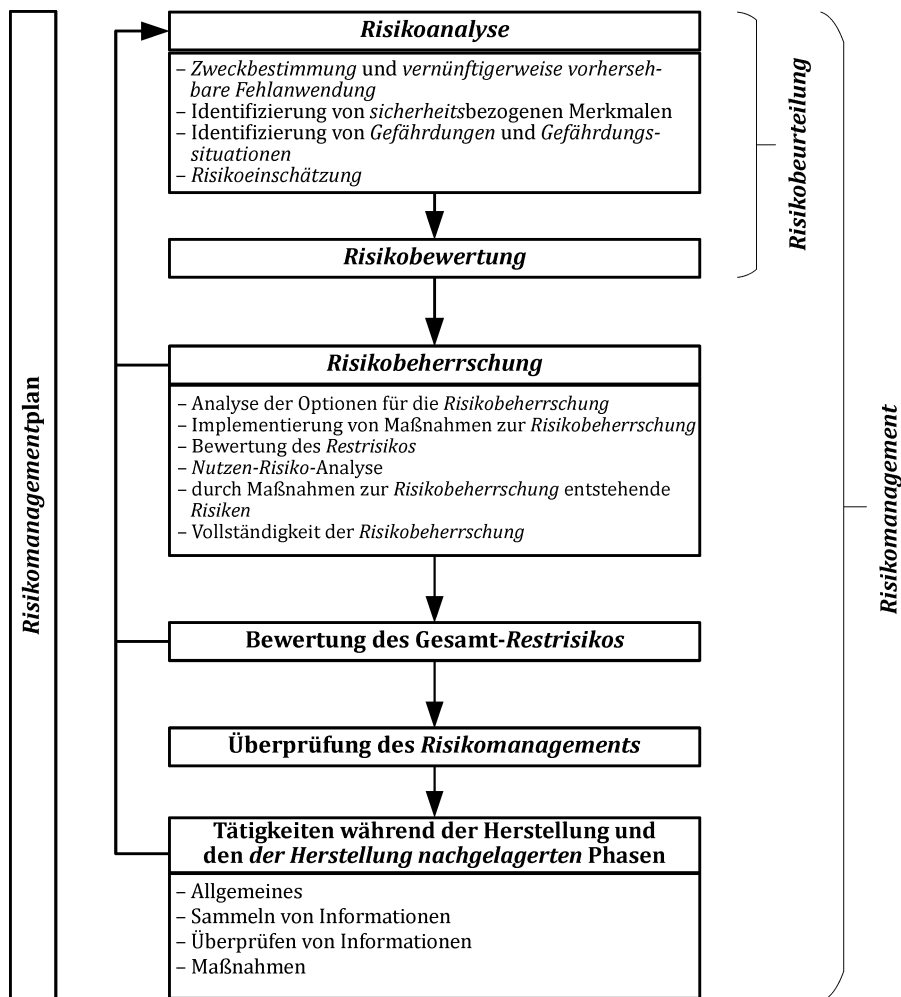 Risikomanagementplan
Risikoanalyse
– Zweckbestimmung und vernünftigerweise vorherseh-
bare Fehlanwendung
– Identifizierung von sicherheitsbezogenen Merkmalen
– Identifizierung von Gefährdungen und Gefährdungs-
situationen
– Risikoeinschätzung
Risikobewertung
Risikobeurteilung
Risikobeherrschung
– Analyse der Optionen für die Risikobeherrschung
– Implementierung von Maßnahmen zur Risikobeherrschung
– Bewertung des Restrisikos
– Nutzen-Risiko-Analyse
– durch Maßnahmen zur Risikobeherrschung entstehende
Risiken
– Vollständigkeit der Risikobeherrschung
Bewertung des Gesamt-Restrisikos
Überprüfung des Risikomanagements
Tätigkeiten während der Herstellung und
den der Herstellung nachgelagerten Phasen
– Allgemeines
– Sammeln von Informationen
– Überprüfen von Informationen
– Maßnahmen
Risikomanagement